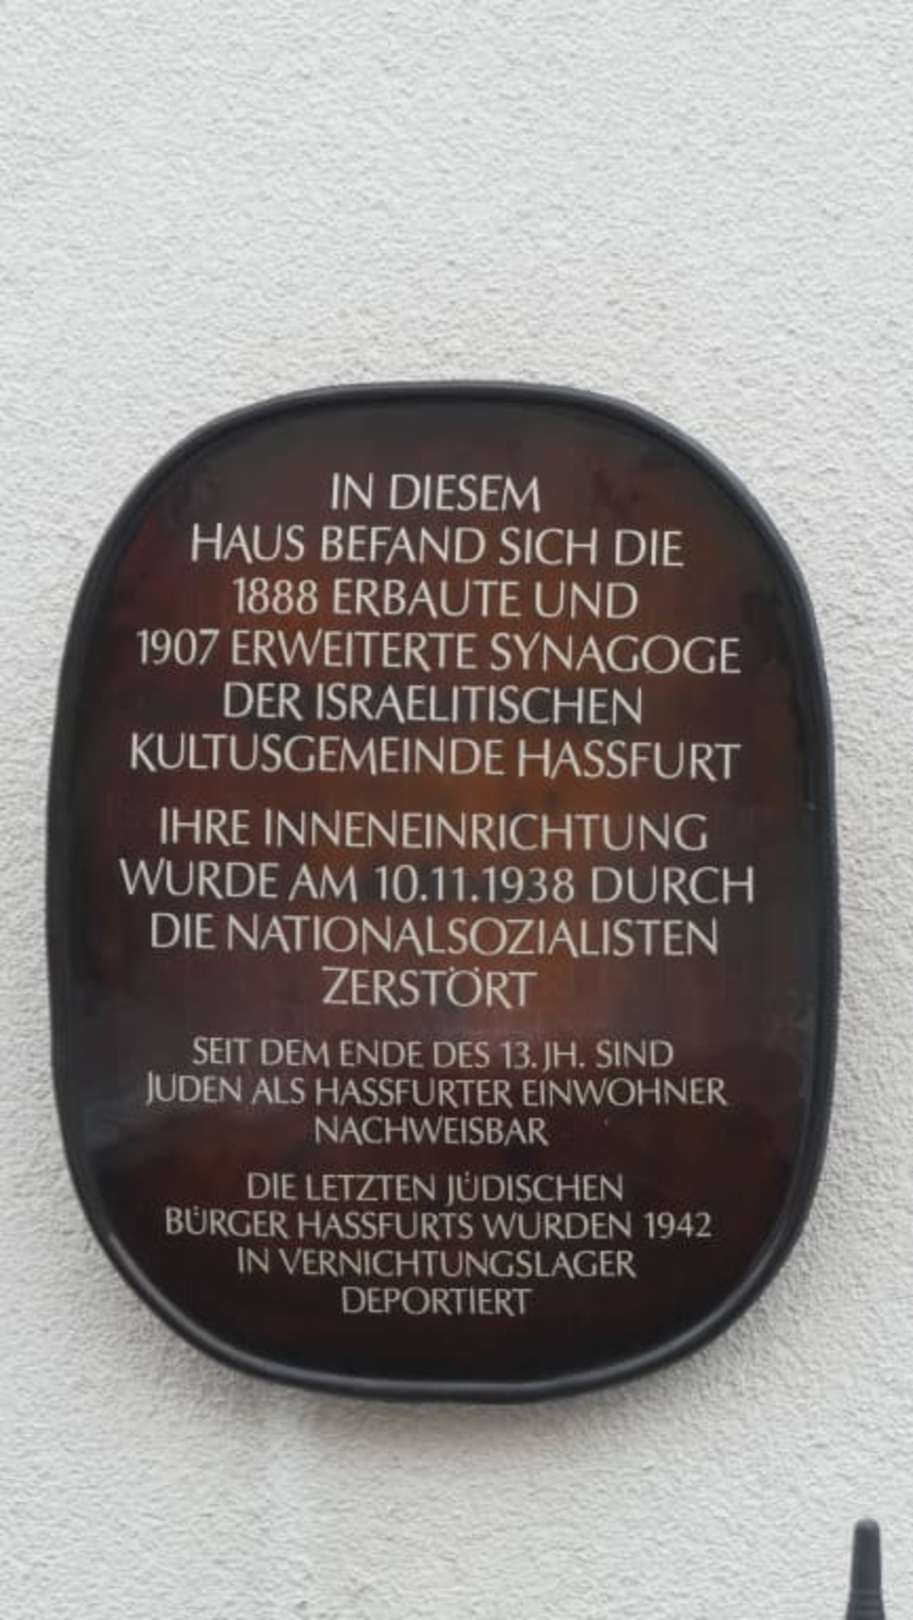 IN DIESEM
HAUS BEFAND SICH DIE
1888 ERBAUTE UND
1907 ERWEITERTE SYNAGOGE
DER ISRAELITISCHEN
KULTUSGEMEINDE HASSFURT
IHRE INNENEINRICHTUNG
WURDE AM 10.11.1938 DURCH
DIE NATIONALSOZIALISTEN
ZERSTÖRT
SEIT DEM ENDE DES 13. JH. SIND
JUDEN ALS HASSFURTER EINWOHNER
NACHWEISBAR
DIE LETZTEN JÜDISCHEN
BÜRGER HASSFURTS WURDEN 1942
IN VERNICHTUNGSLAGER
DEPORTIERT